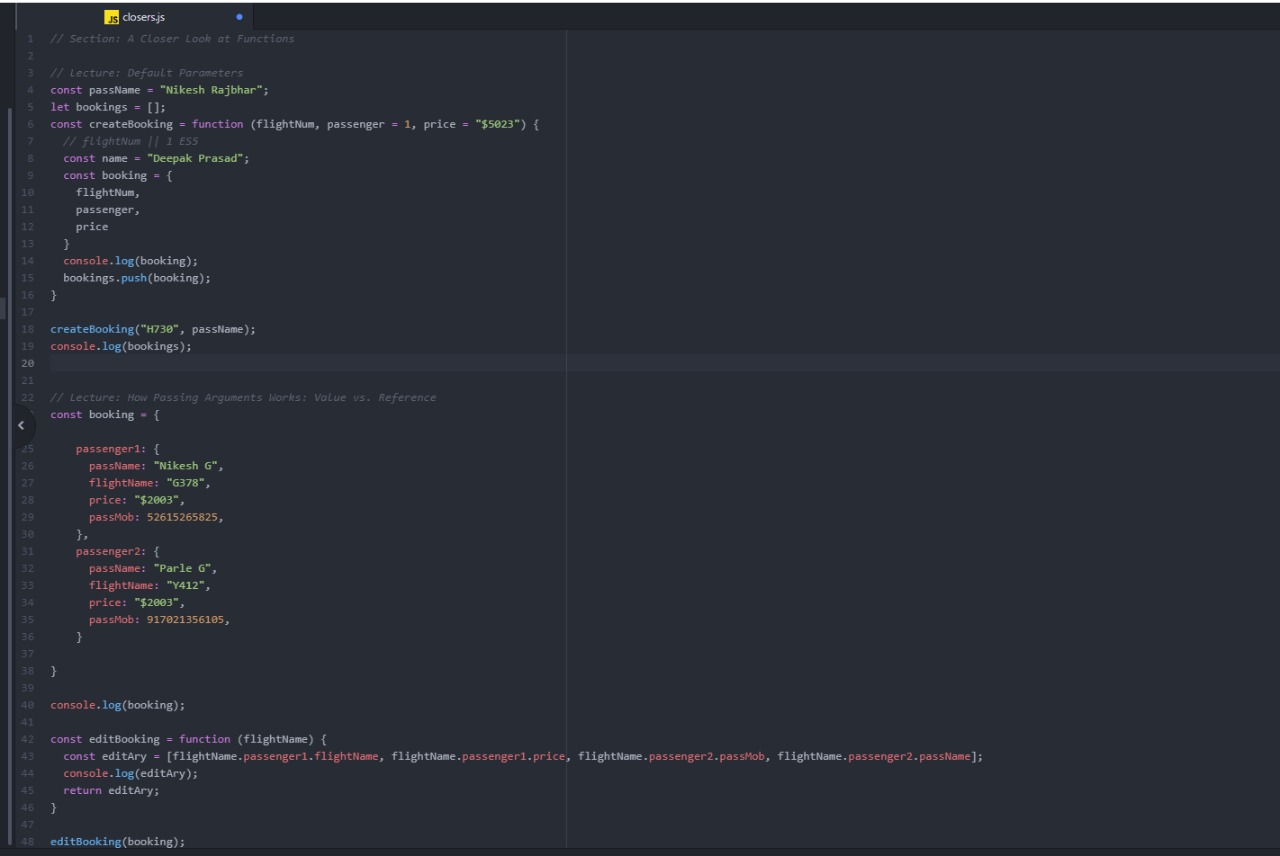 JS closers.js
1 // Section: A Closer Look at Functions
2
3 // Lecture: Default Parameters
4 const passName = "Nikesh Rajbhar";
5 let bookings = [];
6 const createBooking = function (flightNum, passenger = 1, price = "$5023") {
7 // flightNum || 1 ES5
8 const name = "Deepak Prasad";
9 const booking = {
10 flightNum,
11 passenger,
12 price
13 }
14 console.log(booking);
15 bookings.push(booking);
16 }
17
18 createBooking("H730", passName);
19 console.log(bookings);
20
21
22 // Lecture: How Passing Arguments Works: Value vs. Reference
const booking = {
25 passenger1: {
26 passName: "Nikesh G",
27 flightName: "G378",
28 price: "$2003",
29 passMob: 52615265825,
30 },
31 passenger2: {
32 passName: "Parle G",
33 flightName: "Y412",
34 price: "$2003",
35 passMob: 917021356105,
36 }
37
38 }
39
40 console.log(booking);
41
42 const editBooking = function (flightName) {
43 const editAry = [flightName.passenger1.flightName, flightName.passenger1.price, flightName.passenger2.passMob, flightName.passenger2.passName];
44 console.log(editAry);
45 return editAry;
46 }
47
48 editBooking(booking);